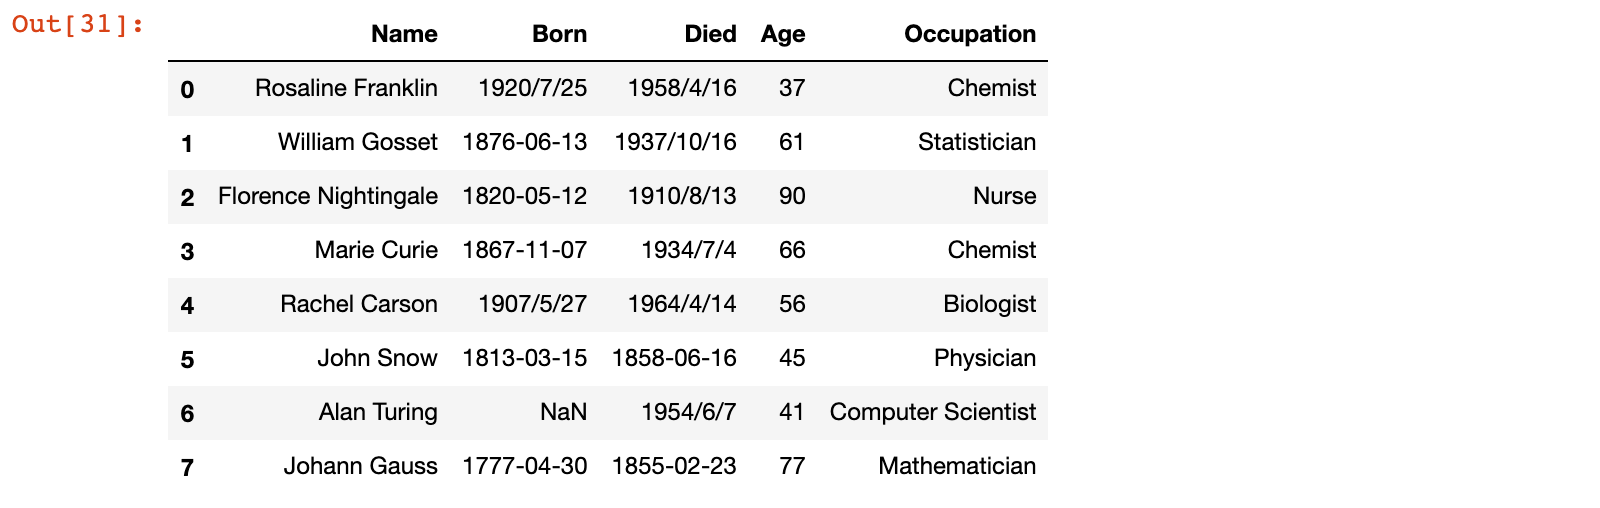 Out[31]:
Name Born Died Age Occupation
0 Rosaline Franklin 1920/7/25 1958/4/16 37 Chemist
1 William Gosset 1876-06-13 1937/10/16 61 Statistician
2 Florence Nightingale 1820-05-12 1910/8/13 90 Nurse
3 Marie Curie 1867-11-07 1934/7/4 66 Chemist
4 Rachel Carson 1907/5/27 1964/4/14 56 Biologist
5 John Snow 1813-03-15 1858-06-16 45 Physician
6 Alan Turing NaN 1954/6/7 41 Computer Scientist
7 Johann Gauss 1777-04-30 1855-02-23 77 Mathematician